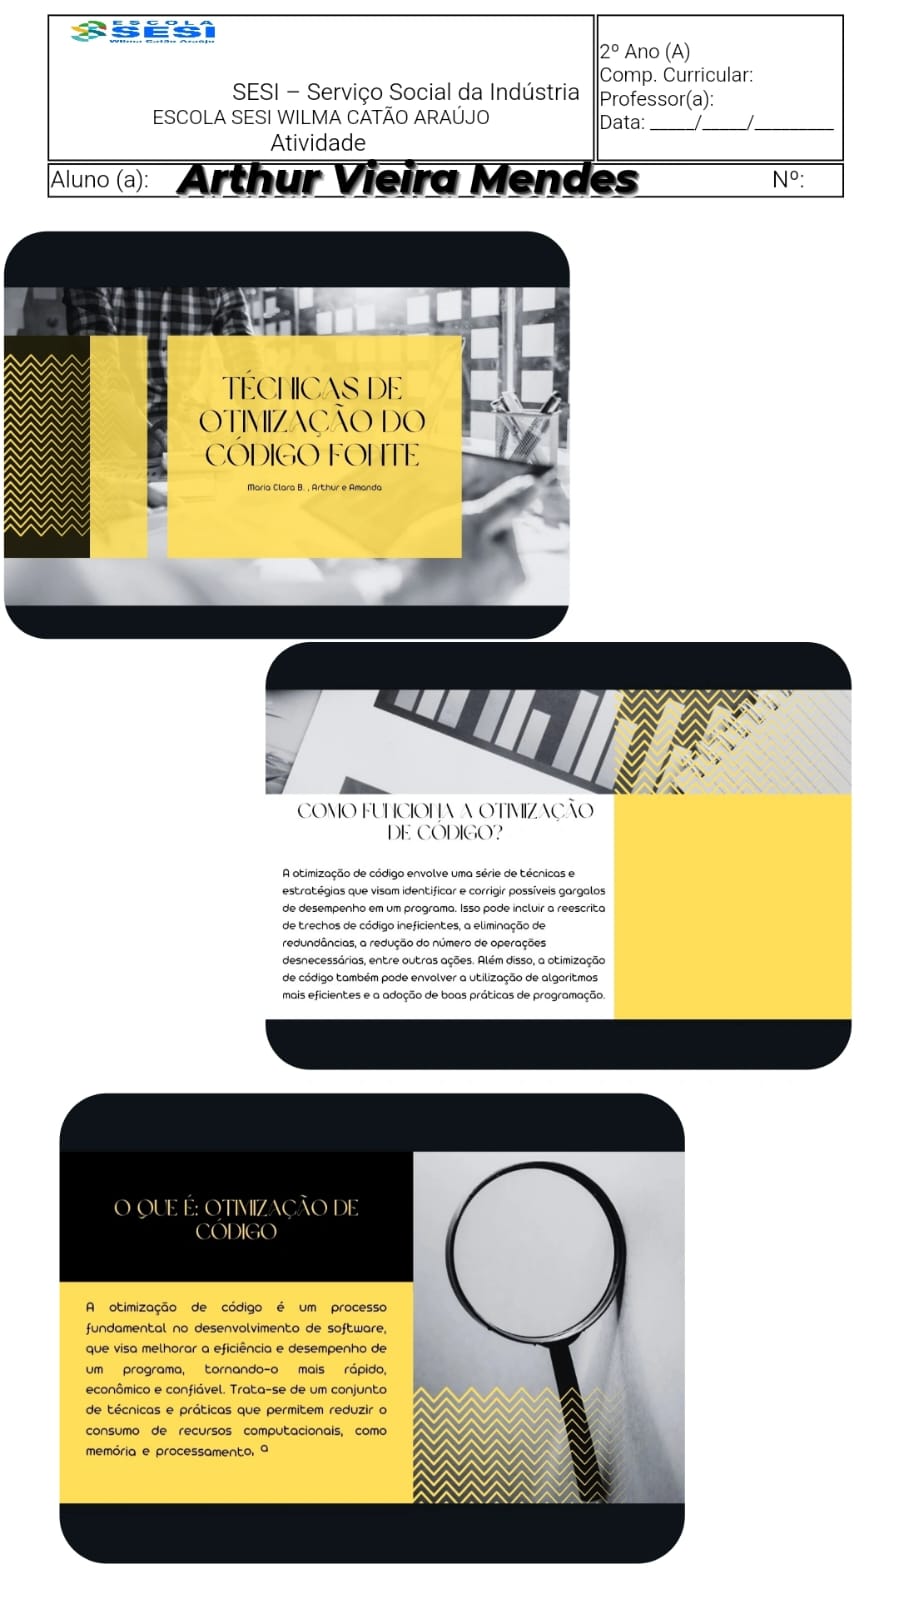 ESCOLA
SESI
Wilma Catão Araújo
SESI – Serviço Social da Indústria
ESCOLA SESI WILMA CATÃO ARAÚJO
Atividade
2º Ano (A)
Comp. Curricular:
Professor(a):
Data: _____/_____/_________
Aluno (a): Arthur Vieira Mendes Nº:
TÉCNICAS DE
OTIMIZAÇÃO DO
CÓDIGO FONTE
Maria Clara B. , Arthur e Amanda
COMO FUNCIONA A OTIMIZAÇÃO
DE CÓDIGO?
A otimização de código envolve uma série de técnicas e
estratégias que visam identificar e corrigir possíveis gargalos
de desempenho em um programa. Isso pode incluir a reescrita
de trechos de código ineficientes, a eliminação de
redundâncias, a redução do número de operações
desnecessárias, entre outras ações. Além disso, a otimização
de código também pode envolver a utilização de algoritmos
mais eficientes e a adoção de boas práticas de programação.
O QUE É: OTIMIZAÇÃO DE
CÓDIGO
A otimização de código é um processo
fundamental no desenvolvimento de software,
que visa melhorar a eficiência e desempenho de
um programa, tornando-o mais rápido,
econômico e confiável. Trata-se de um conjunto
de técnicas e práticas que permitem reduzir o
consumo de recursos computacionais, como
memória e processamento, a